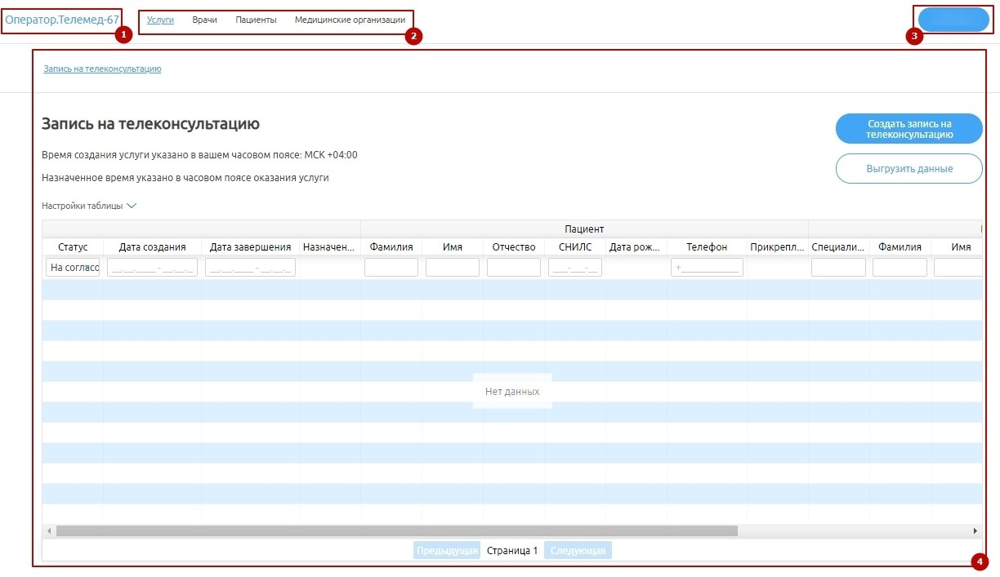 Оператор.Телемед-67 Услуги Врачи Пациенты Медицинские организации
1
2
3
Запись на телеконсультацию
Запись на телеконсультацию
Создать запись на
телеконсультацию
Время создания услуги указано в вашем часовом поясе: МСК +04:00
Выгрузить данные
Назначенное время указано в часовом поясе оказания услуги
Настройки таблицы
Пациент
Статус Дата создания Дата завершения Назначен... Фамилия Имя Отчество СНИЛС Дата рож... Телефон Прикрепл... Специали... Фамилия Имя
На согласо __.__.____ - __.__._ __.__.____ - __.__._ ___-___-__ +____________
Нет данных
Предыдущая Страница 1 Следующая
4